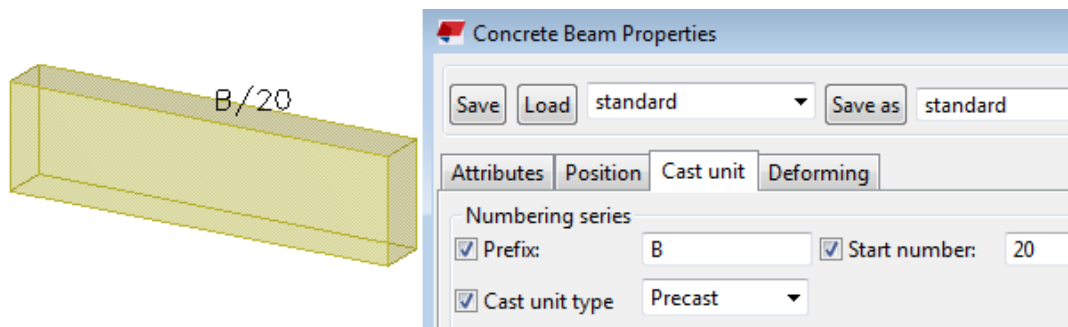 B/20
Concrete Beam Properties
Save Load standard Save as standard
Attributes Position Cast unit Deforming
Numbering series
Prefix: B Start number: 20
Cast unit type Precast